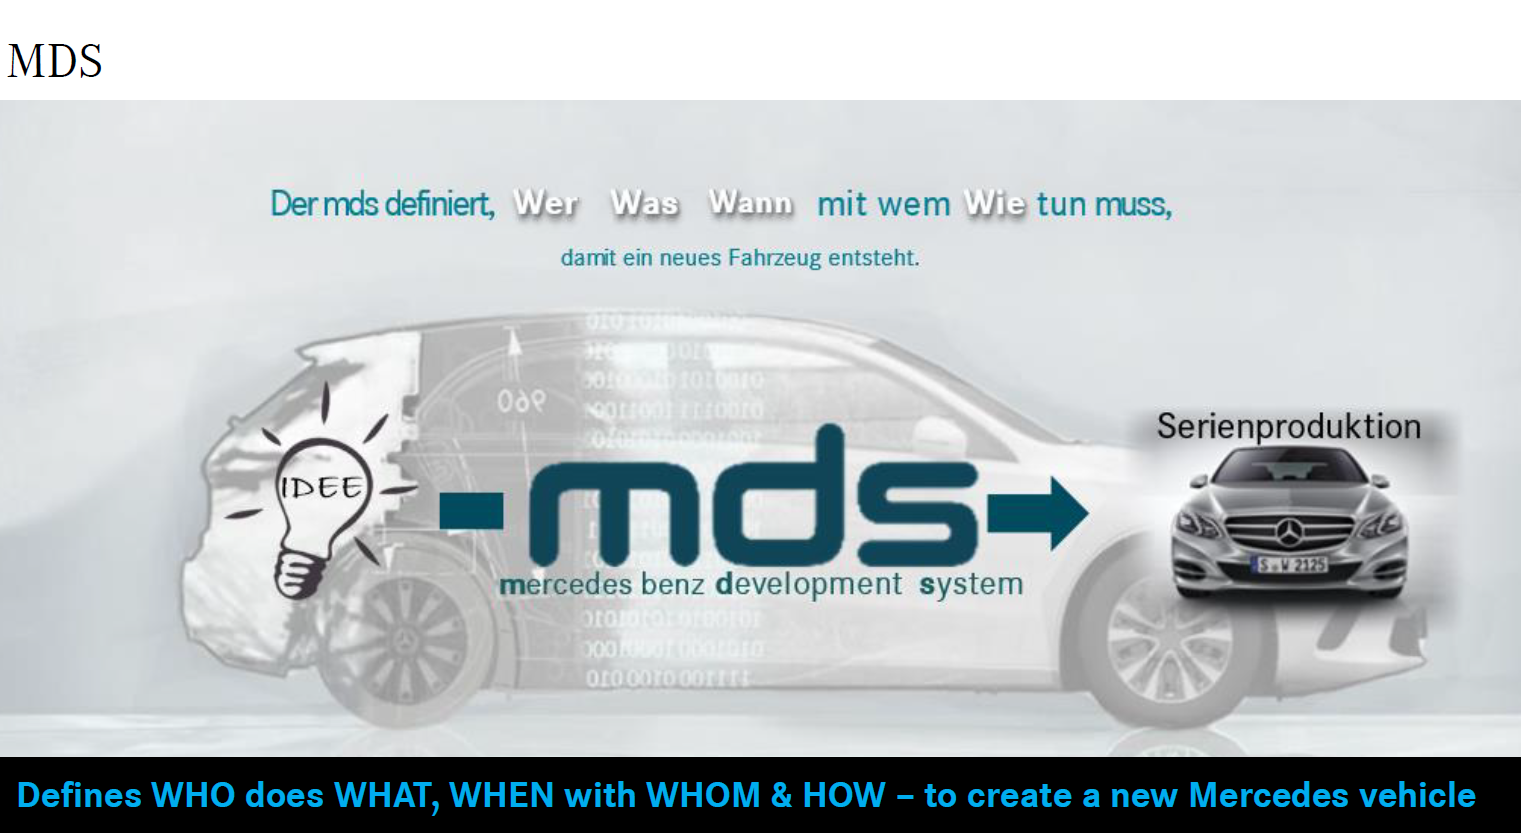 MDS
Der mds definiert, Wer Was Wann mit wem Wie tun muss,
damit ein neues Fahrzeug entsteht.
960
Serienproduktion
IDEE
mds
mercedes benz development system
S W 2125
Defines WHO does WHAT, WHEN with WHOM & HOW – to create a new Mercedes vehicle